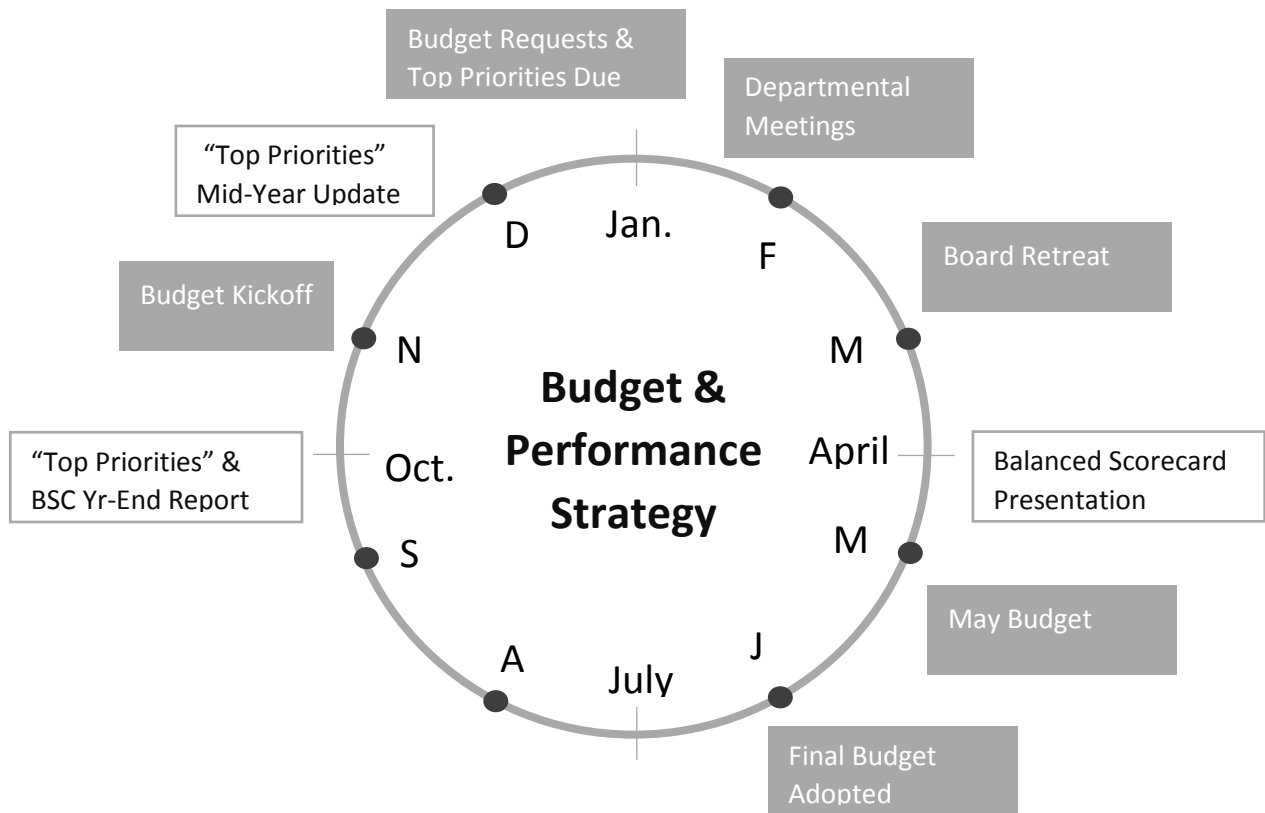 Budget Requests &
Top Priorities Due
Departmental
Meetings
“Top Priorities”
Mid-Year Update
D
Jan.
F
Board Retreat
Budget Kickoff
N
M
Budget &
Performance
Strategy
“Top Priorities” &
BSC Yr-End Report
Oct.
April
Balanced Scorecard
Presentation
S
M
May Budget
A
July
J
Final Budget
Adopted